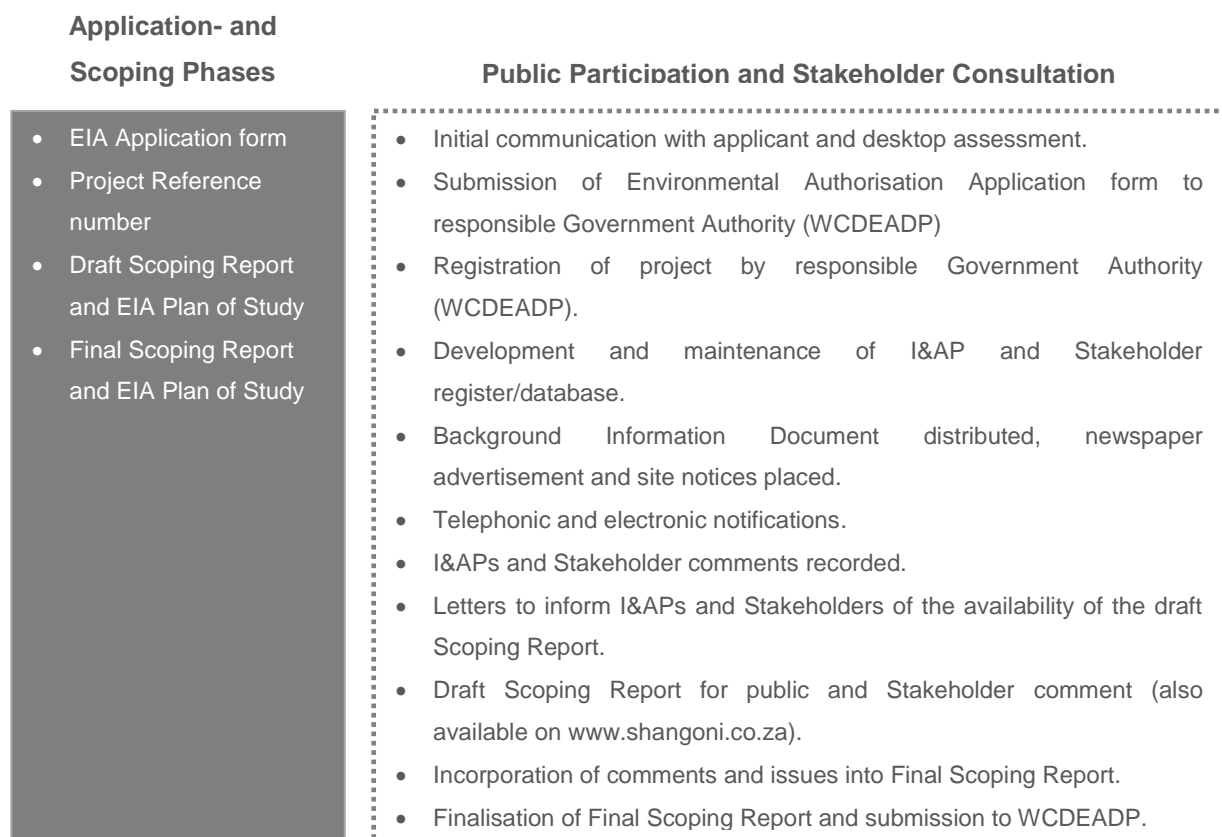 Application- and
Scoping Phases
• EIA Application form
• Project Reference
number
• Draft Scoping Report
and EIA Plan of Study
• Final Scoping Report
and EIA Plan of Study
Public Participation and Stakeholder Consultation
• Initial communication with applicant and desktop assessment.
• Submission of Environmental Authorisation Application form to
responsible Government Authority (WCDEADP)
• Registration of project by responsible Government Authority
(WCDEADP).
• Development and maintenance of I&AP and Stakeholder
register/database.
• Background Information Document distributed, newspaper
advertisement and site notices placed.
• Telephonic and electronic notifications.
• I&APs and Stakeholder comments recorded.
• Letters to inform I&APs and Stakeholders of the availability of the draft
Scoping Report.
• Draft Scoping Report for public and Stakeholder comment (also
available on www.shangoni.co.za).
• Incorporation of comments and issues into Final Scoping Report.
• Finalisation of Final Scoping Report and submission to WCDEADP.